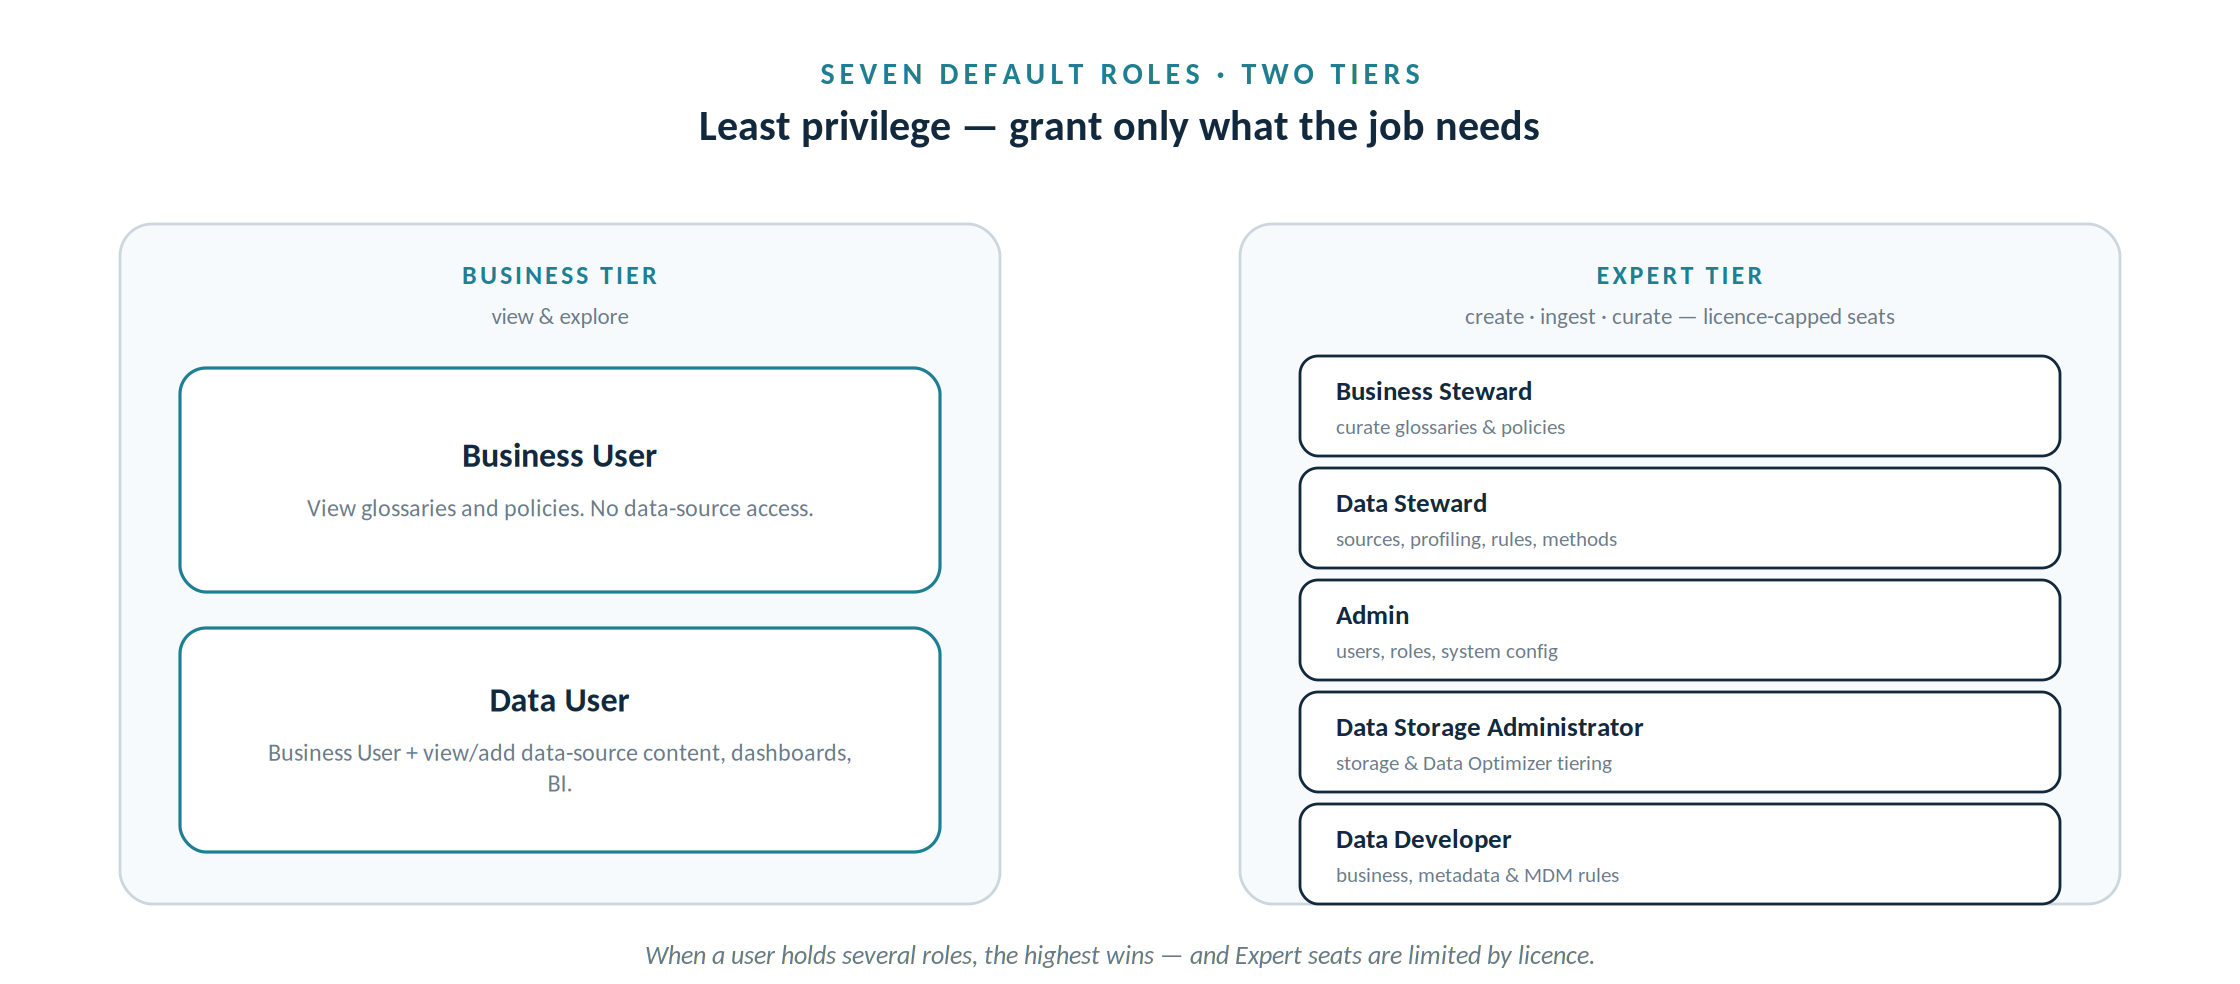 SEVEN DEFAULT ROLES · TWO TIERS
Least privilege — grant only what the job needs
BUSINESS TIER
view & explore
Business User
View glossaries and policies. No data-source access.
Data User
Business User + view/add data-source content, dashboards,
BI.
EXPERT TIER
create · ingest · curate — licence-capped seats
Business Steward
curate glossaries & policies
Data Steward
sources, profiling, rules, methods
Admin
users, roles, system config
Data Storage Administrator
storage & Data Optimizer tiering
Data Developer
business, metadata & MDM rules
When a user holds several roles, the highest wins — and Expert seats are limited by licence.